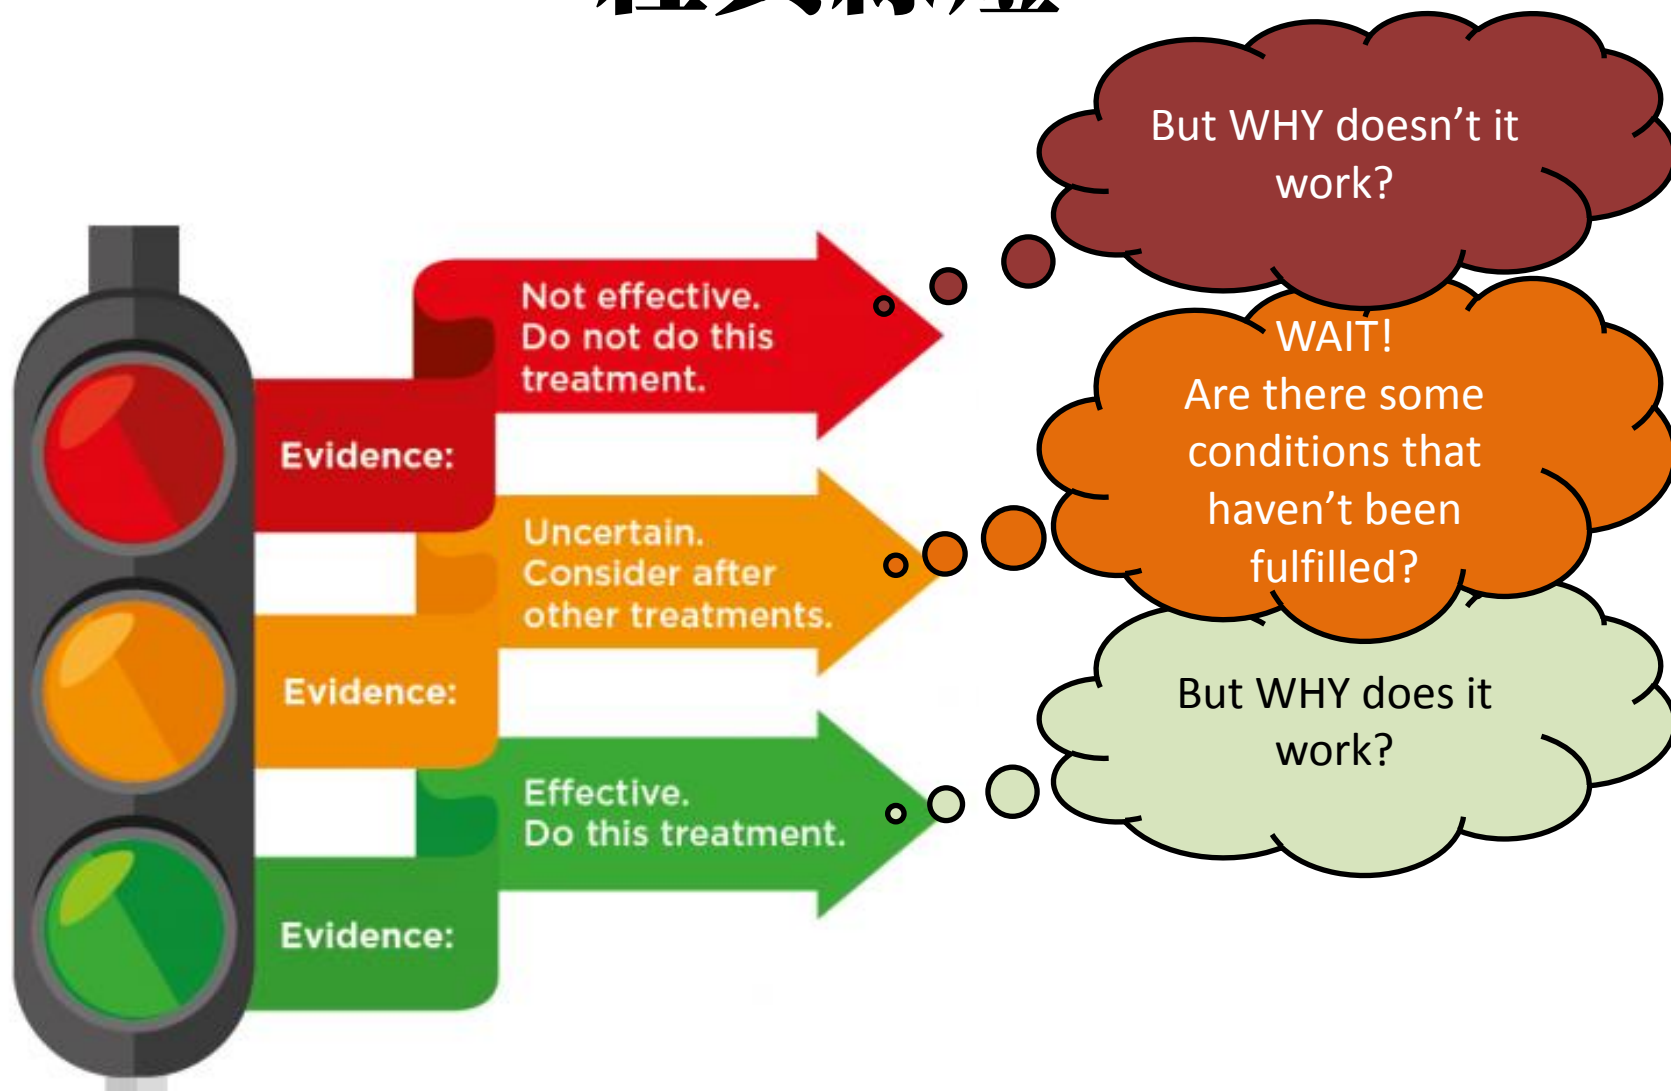 But WHY doesn’t it
work?
Not effective.
Do not do this
treatment.
Evidence:
WAIT!
Are there some
conditions that
haven’t been
fulfilled?
Uncertain.
Consider after
other treatments.
Evidence:
But WHY does it
work?
Effective.
Do this treatment.
Evidence: